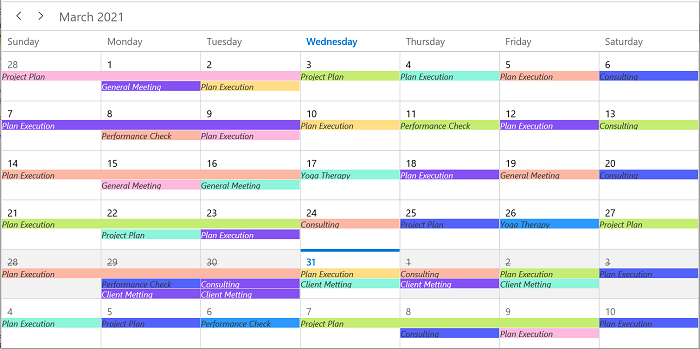 March 2021
Sunday Monday Tuesday Wednesday Thursday Friday Saturday
28 1 2 3 4 5 6
Project Plan Project Plan Plan Execution Plan Execution Consulting
General Meeting Plan Execution
7 8 9 10 11 12 13
Plan Execution Plan Execution Performance Check Plan Execution Consulting
Performance Check Plan Execution
14 15 16 17 18 19 20
Plan Execution Yoga Therapy Plan Execution General Meeting Consulting
General Meeting General Meeting
21 22 23 24 25 26 27
Plan Execution Consulting Project Plan Yoga Therapy Project Plan
Project Plan Plan Execution
28 29 30 31 1 2 3
Plan Execution Plan Execution Consulting Plan Execution Plan Execution
Performance Check Consulting Client Metting Client Metting Client Metting
Client Metting Client Metting
4 5 6 7 8 9 10
Plan Execution Project Plan Performance Check Project Plan Plan Execution
Consulting Plan Execution